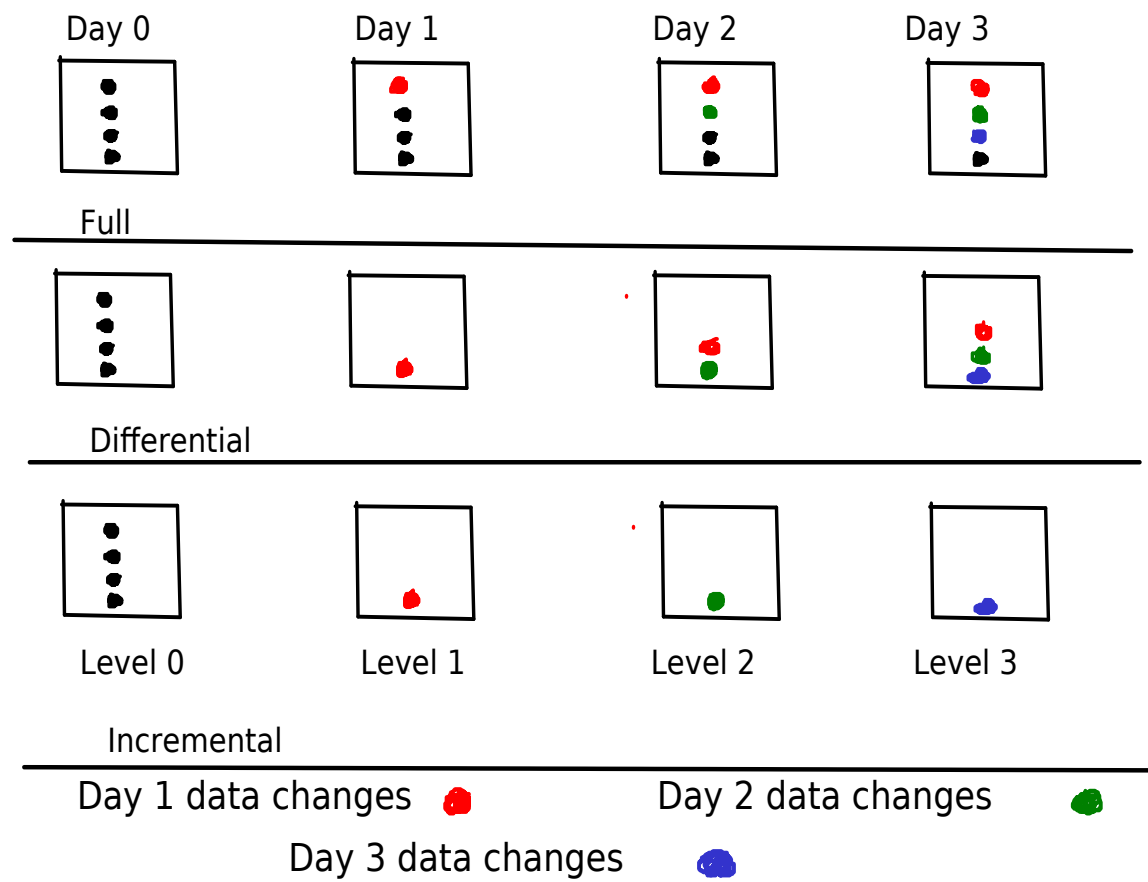 Day 0 Day 1 Day 2 Day 3
Full
Differential
Level 0 Level 1 Level 2 Level 3
Incremental
Day 1 data changes Day 2 data changes
Day 3 data changes